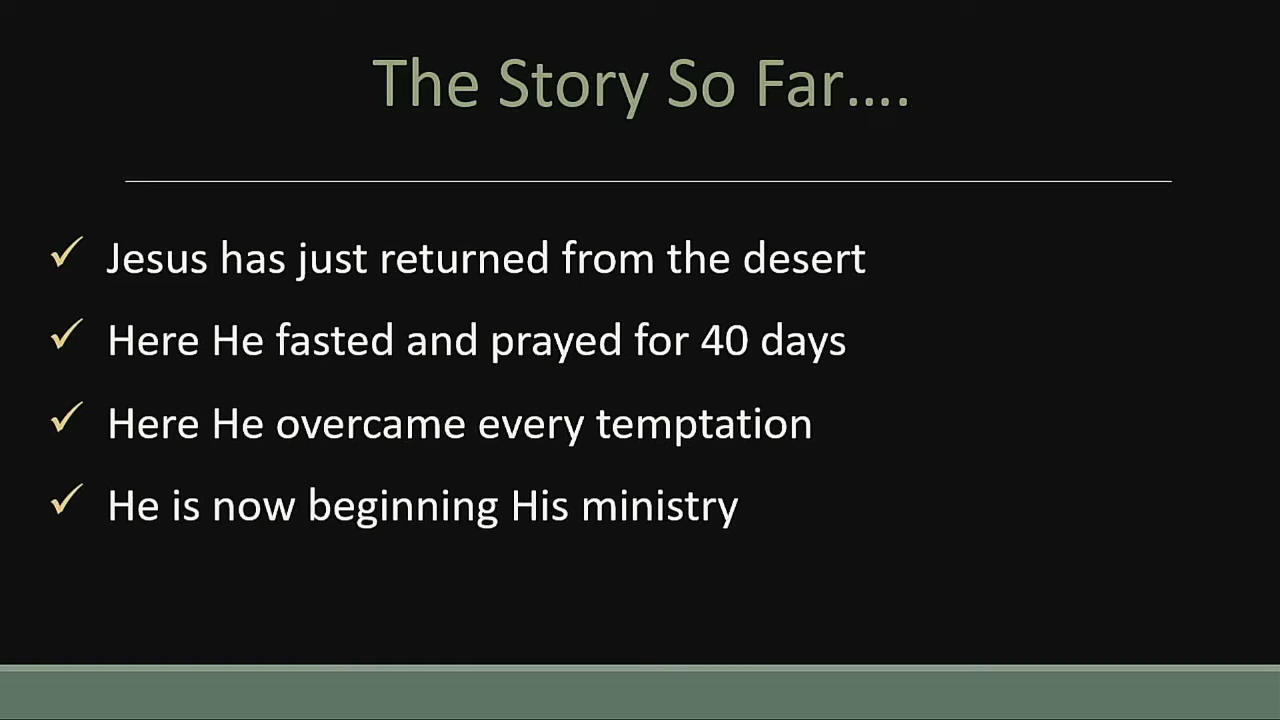 The Story So Far....
Jesus has just returned from the desert
Here He fasted and prayed for 40 days
Here He overcame every temptation
He is now beginning His ministry